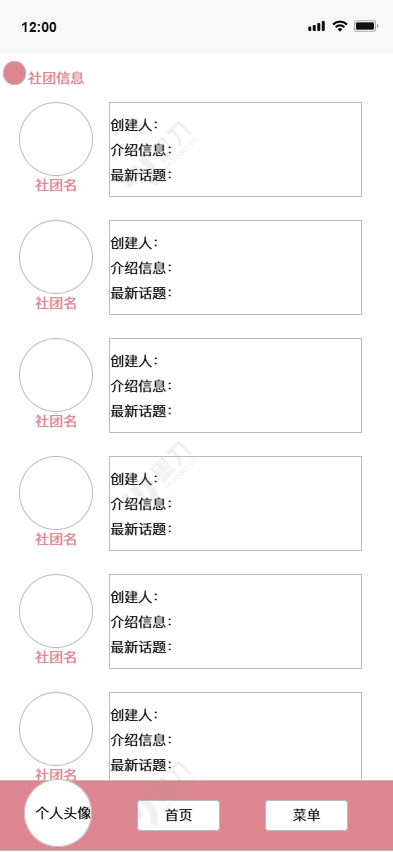 12:00
社团信息
创建人：
介绍信息：
最新话题：
社团名
创建人：
介绍信息：
最新话题：
社团名
创建人：
介绍信息：
最新话题：
社团名
创建人：
介绍信息：
最新话题：
社团名
创建人：
介绍信息：
最新话题：
社团名
创建人：
介绍信息：
最新话题：
社团名
个人头像
首页
菜单